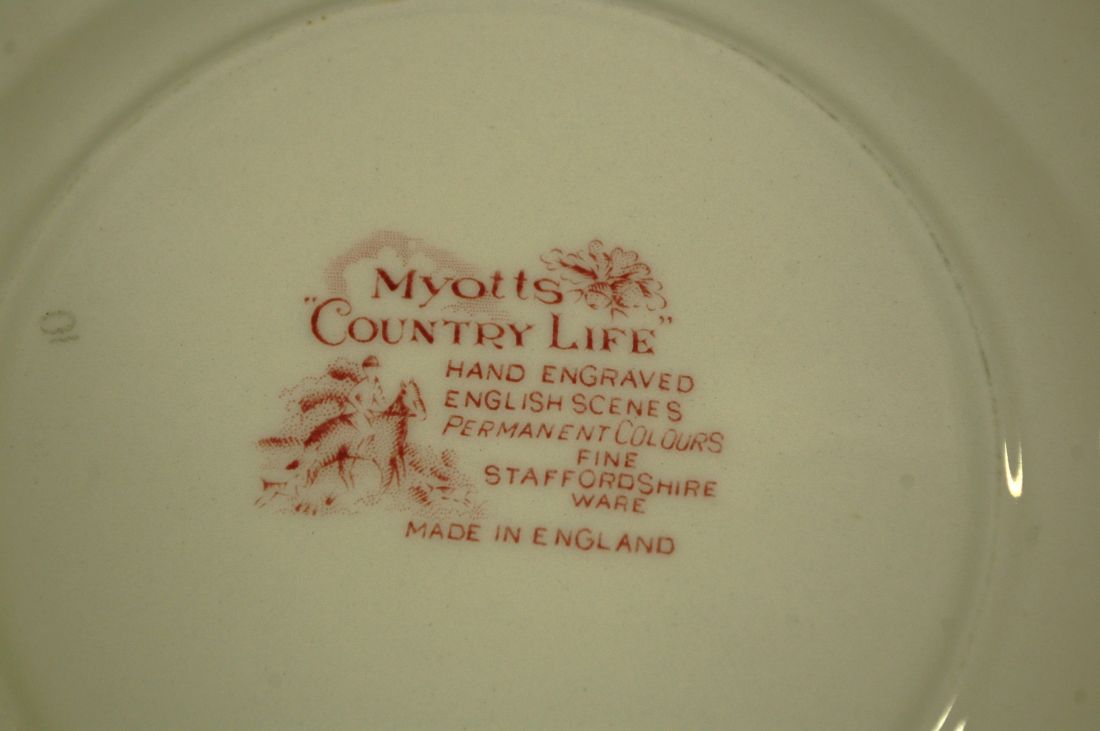 Myotts
"COUNTRY LIFE"
HAND ENGRAVED
ENGLISH SCENES
PERMANENT COLOURS
FINE
STAFFORDSHIRE
WARE
MADE IN ENGLAND